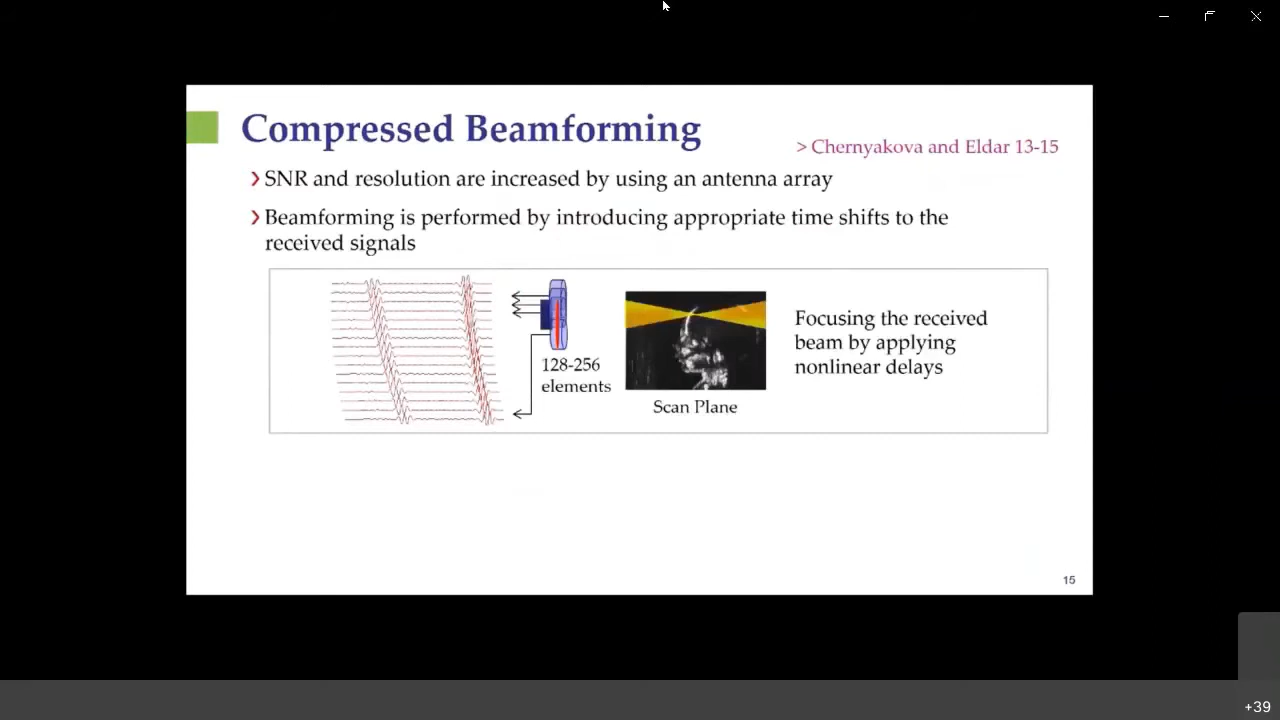 Compressed Beamforming
> Chernyakova and Eldar 13-15
SNR and resolution are increased by using an antenna array
Beamforming is performed by introducing appropriate time shifts to the
received signals
128-256
elements
Scan Plane
Focusing the received
beam by applying
nonlinear delays
15
+39